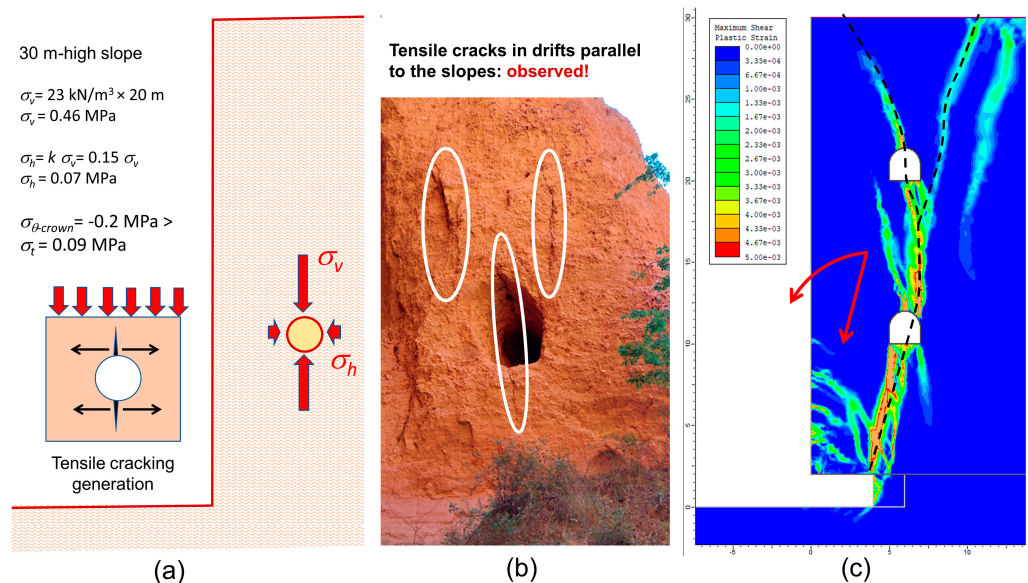 30 m-high slope
σv= 23 kN/m³ × 20 m
σv = 0.46 MPa
σh= k σv= 0.15 σv
σh = 0.07 MPa
σθ-crown= -0.2 MPa >
σt= 0.09 MPa
σv
σh
Tensile cracking
generation
(a)
Tensile cracks in drifts parallel
to the slopes: observed!
(b)
(c)
Maximum Shear
Plastic Strain
0.00e+00
3.33e-04
6.67e-04
1.00e-03
1.33e-03
1.67e-03
2.00e-03
2.33e-03
2.67e-03
3.00e-03
3.33e-03
3.67e-03
4.00e-03
4.33e-03
4.67e-03
5.00e-03
30
25
20
15
10
5
0
-5
0
5
10